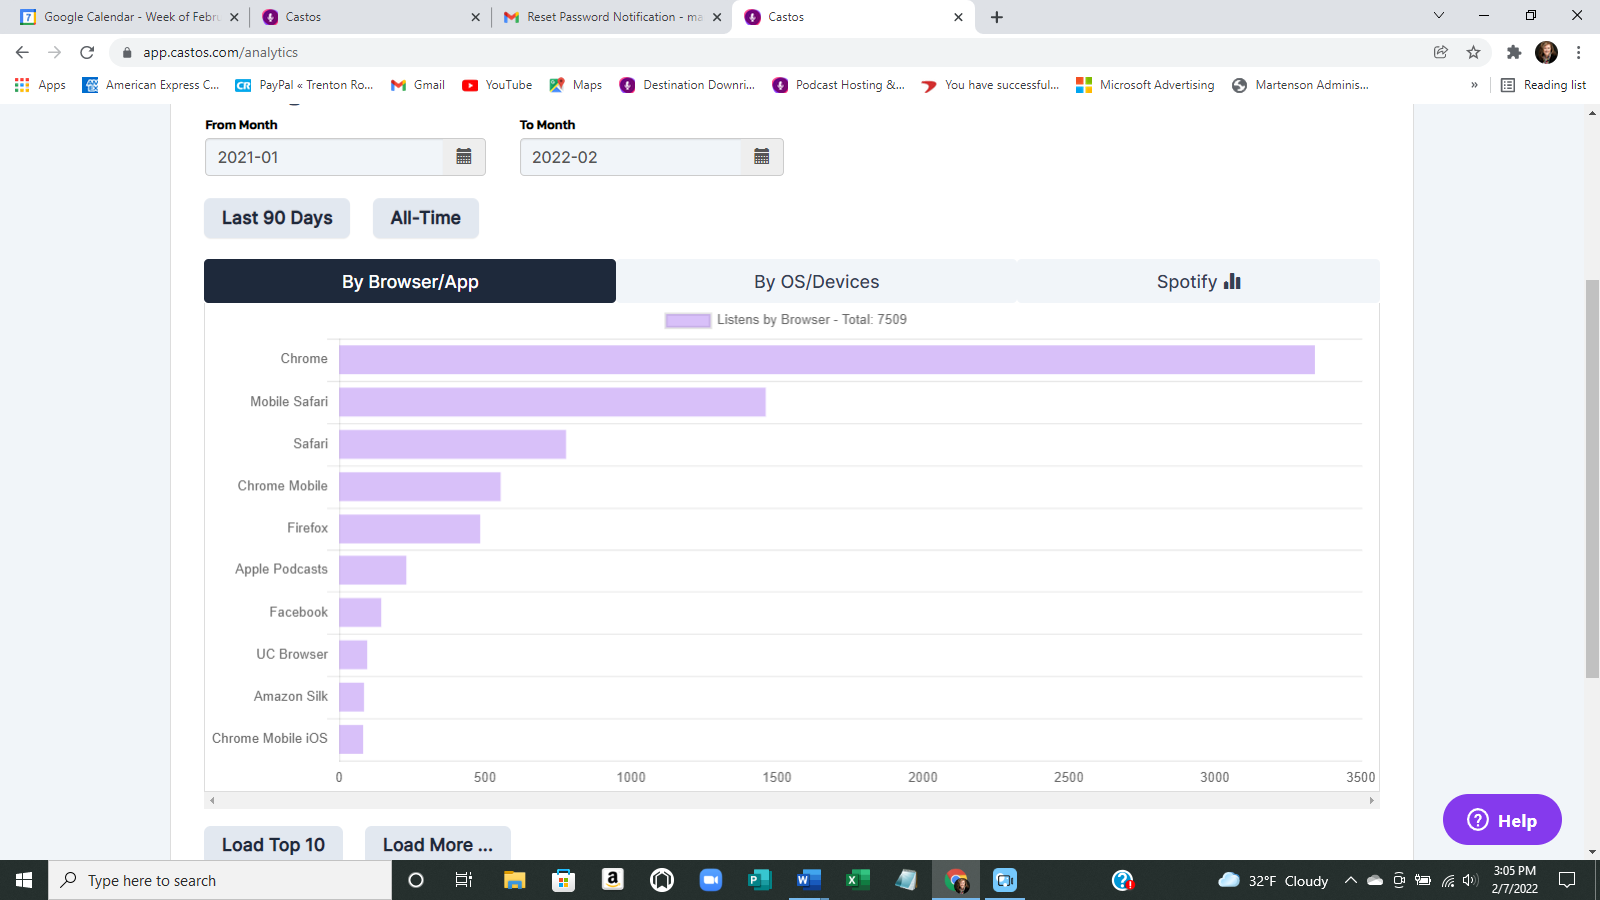 Google Calendar - Week of Febru
Castos
Reset Password Notification - ma
Castos
app.castos.com/analytics
Apps
American Express C...
PayPal « Trenton Ro...
Gmail
YouTube
Maps
Destination Downri...
Podcast Hosting &...
You have successful...
Microsoft Advertising
Martenson Adminis...
»
Reading list
From Month
To Month
2021-01
2022-02
Last 90 Days
All-Time
By Browser/App
By OS/Devices
Spotify
Listens by Browser - Total: 7509
Chrome
Mobile Safari
Safari
Chrome Mobile
Firefox
Apple Podcasts
Facebook
UC Browser
Amazon Silk
Chrome Mobile iOS
0 500 1000 1500 2000 2500 3000 3500
Load Top 10
Load More ...
Help
Type here to search
32°F Cloudy
3:05 PM
2/7/2022